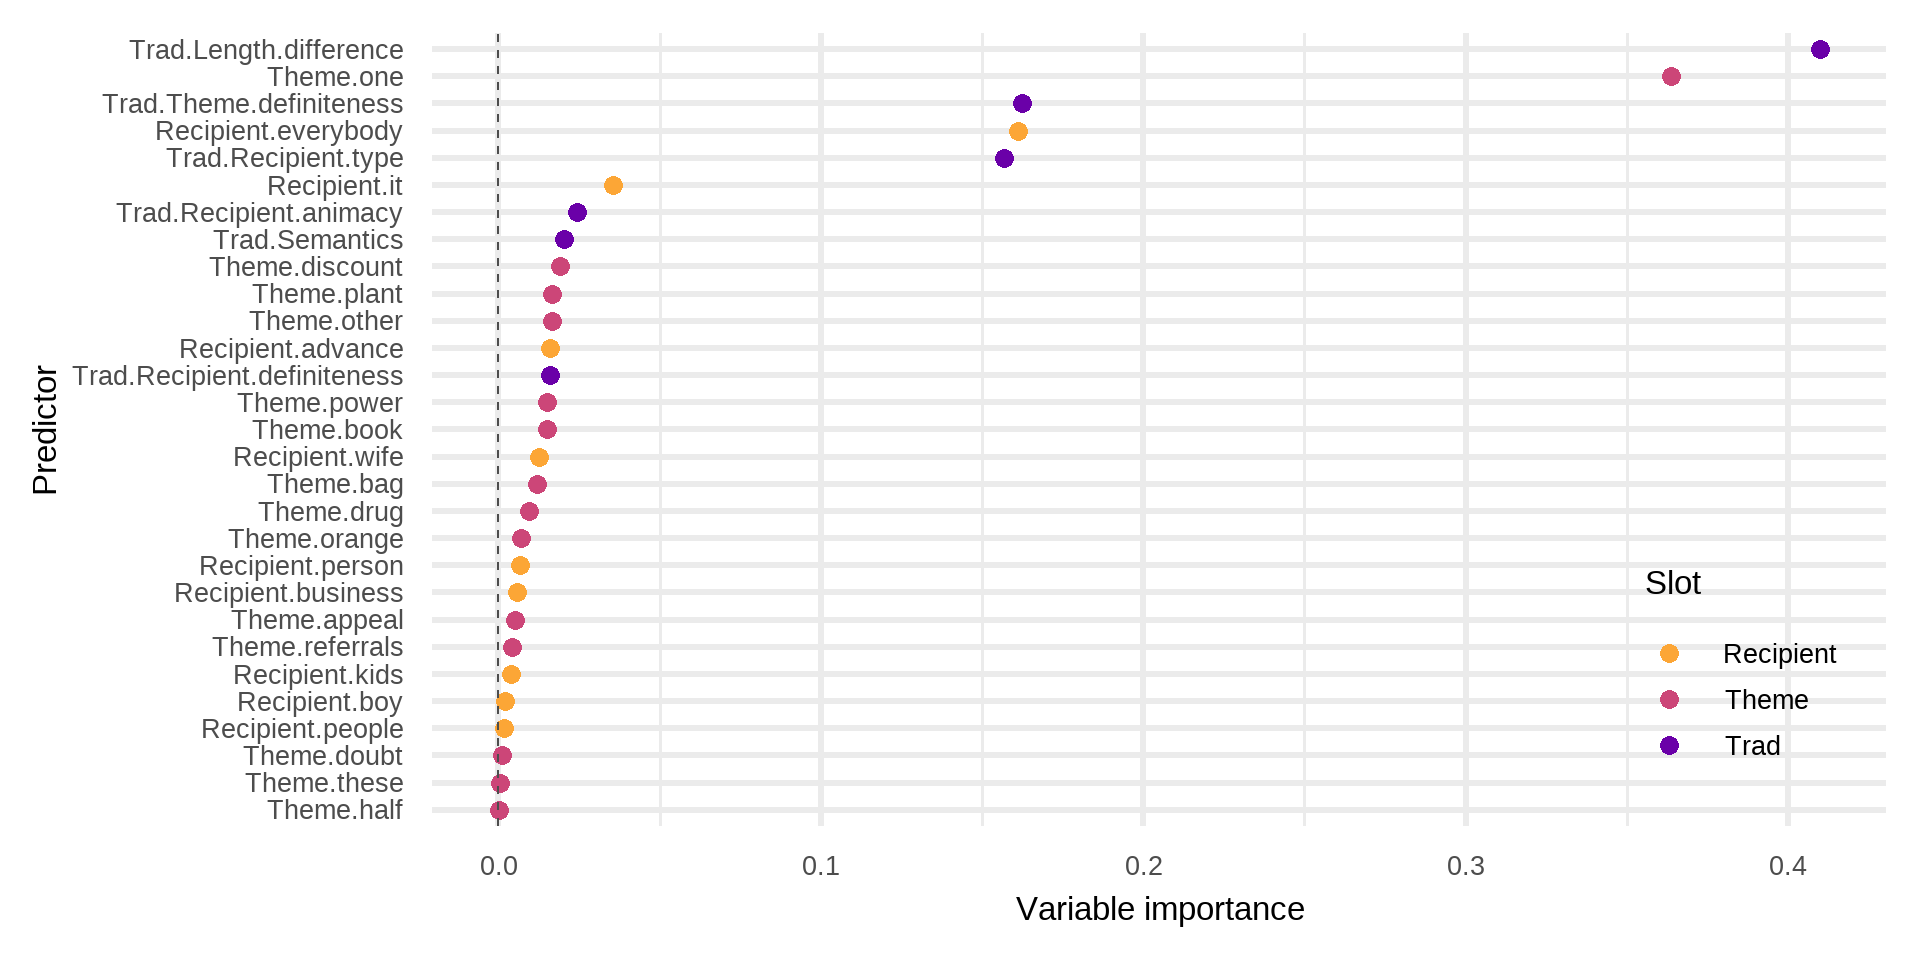 Trad.Length.difference
Theme.one
Trad.Theme.definiteness
Recipient.everybody
Trad.Recipient.type
Recipient.it
Trad.Recipient.animacy
Trad.Semantics
Theme.discount
Theme.plant
Theme.other
Recipient.advance
Trad.Recipient.definiteness
Theme.power
Theme.book
Recipient.wife
Theme.bag
Theme.drug
Theme.orange
Recipient.person
Recipient.business
Theme.appeal
Theme.referrals
Recipient.kids
Recipient.boy
Recipient.people
Theme.doubt
Theme.these
Theme.half
Predictor
0.0 0.1 0.2 0.3 0.4
Variable importance
Slot
Recipient
Theme
Trad